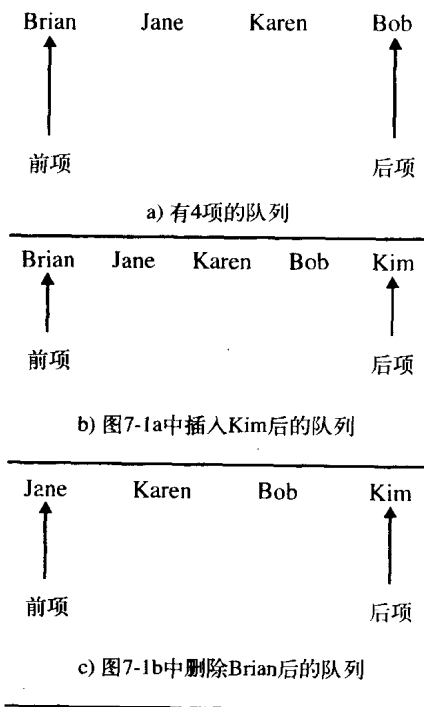 Brian Jane Karen Bob
前项 后项
a) 有4项的队列
Brian Jane Karen Bob Kim
前项 后项
b) 图7-1a中插入Kim后的队列
Jane Karen Bob Kim
前项 后项
c) 图7-1b中删除Brian后的队列